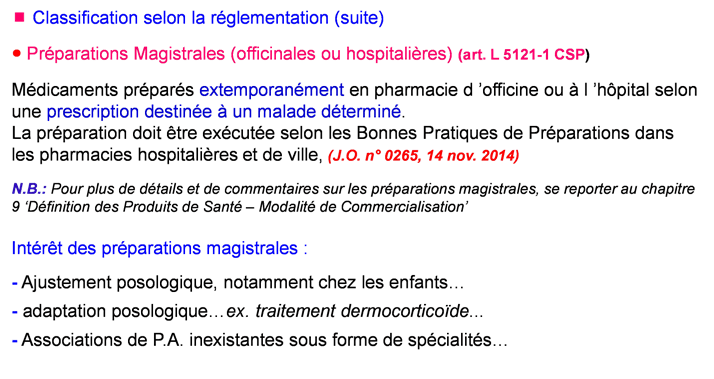 Classification selon la réglementation (suite)
Préparations Magistrales (officinales ou hospitalières) (art. L 5121-1 CSP)
Médicaments préparés extemporanément en pharmacie d ’officine ou à l ’hôpital selon
une prescription destinée à un malade déterminé.
La préparation doit être exécutée selon les Bonnes Pratiques de Préparations dans
les pharmacies hospitalières et de ville, (J.O. n° 0265, 14 nov. 2014)
N.B.: Pour plus de détails et de commentaires sur les préparations magistrales, se reporter au chapitre
9 ‘Définition des Produits de Santé – Modalité de Commercialisation’
Intérêt des préparations magistrales :
- Ajustement posologique, notamment chez les enfants…
- adaptation posologique…ex. traitement dermocorticoïde...
- Associations de P.A. inexistantes sous forme de spécialités…